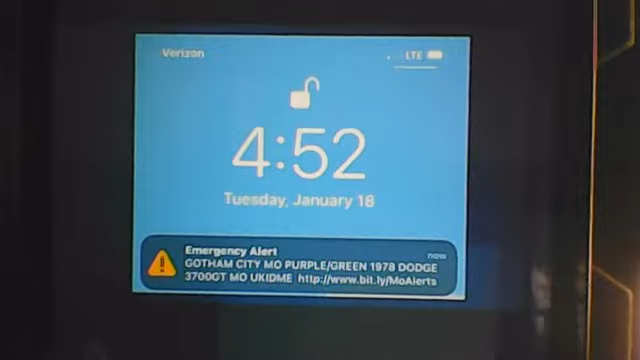 Verizon
LTE
4:52
Tuesday, January 18
Emergency Alert
now
GOTHAM CITY MO PURPLE/GREEN 1978 DODGE
3700GT MO UKIDME http://www.bit.ly/MoAlerts